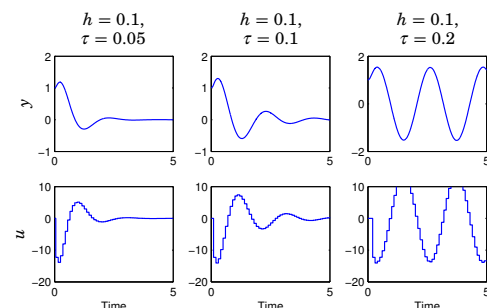 h = 0.1, h = 0.1, h = 0.1,
τ = 0.05 τ = 0.1 τ = 0.2
2 2 2
1 1
y 0 0 0
−1 −1 −2
0 5 0 5 0 5
10 10 10
0 0 0
u −10 −10 −10
−20 −20 −20
0 5 0 5 0 5
Time Time Time